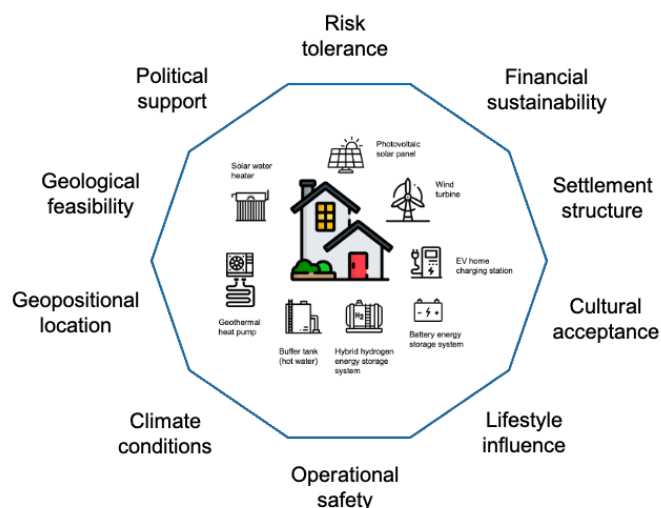 Risk
tolerance
Political
support
Financial
sustainability
Photovoltaic
solar panel
Solar water
heater
Wind
turbine
Geological
feasibility
Settlement
structure
EV home
charging station
Geopositional
location
Cultural
acceptance
Geothermal
heat pump
Buffer tank
(hot water)
H2
Hybrid hydrogen
energy storage
system
Battery energy
storage system
Climate
conditions
Lifestyle
influence
Operational
safety